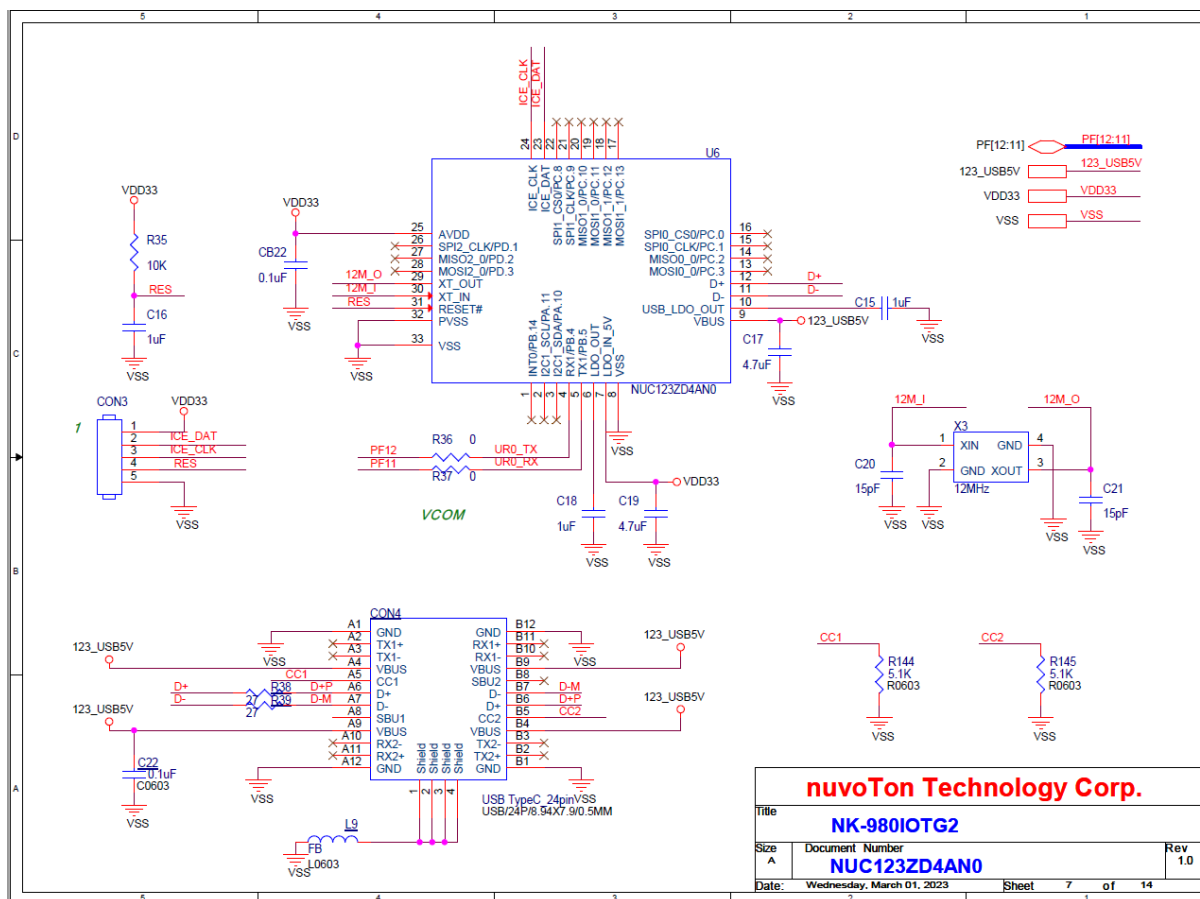 5 4 3 2 1
D
C
B
A
ICE_CLK
ICE_DAT
24 23 22 21 20 19 18 17
U6
ICE_CLK
ICE_DAT
SPI1_CS0/PC.8
SPI1_CLK/PC.9
MISO1_0/PC.10
MOSI1_0/PC.11
MISO1_1/PC.12
MOSI1_1/PC.13
PF[12:11] PF[12:11]
123_USB5V 123_USB5V
VDD33 VDD33
VSS VSS
VDD33
R35
10K
RES
C16
1uF
VSS
VDD33
CB22
0.1uF
VSS
12M_O
12M_I
RES
VSS
25 AVDD
26 SPI2_CLK/PD.1
27 MISO2_0/PD.2
28 MOSI2_0/PD.3
29 XT_OUT
30 XT_IN
31 RESET#
32 PVSS
33 VSS
SPI0_CS0/PC.0 16
SPI0_CLK/PC.1 15
MISO0_0/PC.2 14
MOSI0_0/PC.3 13
D+ 12 D+
D- 11 D-
USB_LDO_OUT 10
VBUS 9
C15 1uF
VSS
123_USB5V
C17
4.7uF
VSS
INT0/PB.14
I2C1_SCL/PA.11
I2C1_SDA/PA.10
RX1/PB.4
TX1/PB.5
LDO_OUT
LDO_IN_5V
VSS
NUC123ZD4AN0
1 2 3 4 5 6 7 8
VSS
CON3
1
VDD33
1
2 ICE_DAT
3 ICE_CLK
4 RES
5
VSS
PF12 R36 0 UR0_TX
PF11 R37 0 UR0_RX
VCOM
C18
1uF
VSS
C19
4.7uF
VDD33
VSS
12M_I 12M_O
X3
1 XIN GND 4
2 GND XOUT 3
12MHz
C20
15pF
VSS
VSS
VSS
C21
15pF
VSS
CON4
A1 GND
A2 TX1+
A3 TX1-
A4 VBUS
A5 CC1
A6 D+
A7 D-
A8 SBU1
A9 VBUS
A10 RX2-
A11 RX2+
A12 GND
GND B12
RX1+ B11
RX1- B10
VBUS B9
SBU2 B8
D- B7
D+ B6
CC2 B5
VBUS B4
TX2- B3
TX2+ B2
GND B1
VSS
123_USB5V
CC1
D+ R38 D+P
D- 27 R39 D-M
27
123_USB5V
C22
0.1uF
C0603
VSS
VSS
Shield
Shield
Shield
Shield
1 2 3 4
VSS
123_USB5V
D-M
D+P
CC2
123_USB5V
VSS
USB TypeC_24pin
USB/24P/8.94X7.9/0.5MM
L9
FB
L0603
VSS
CC1
R144
5.1K
R0603
VSS
CC2
R145
5.1K
R0603
VSS
nuvoTon Technology Corp.
Title
NK-980IOTG2
Size
A
Document Number
NUC123ZD4AN0
Rev
1.0
Date: Wednesday, March 01, 2023 Sheet 7 of 14
5 4 3 2 1